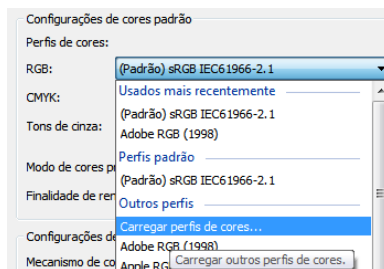 Configurações de cores padrão
Perfis de cores:
RGB: (Padrão) sRGB IEC61966-2.1
CMYK: Usados mais recentemente
(Padrão) sRGB IEC61966-2.1
Tons de cinza: Adobe RGB (1998)
Perfis padrão
Modo de cores
(Padrão) sRGB IEC61966-2.1
Finalidade de
Outros perfis
Carregar perfis de cores...
Configurações
Adobe RGB (1998)
Carregar outros perfis de cores.
Mecanismo de
Apple